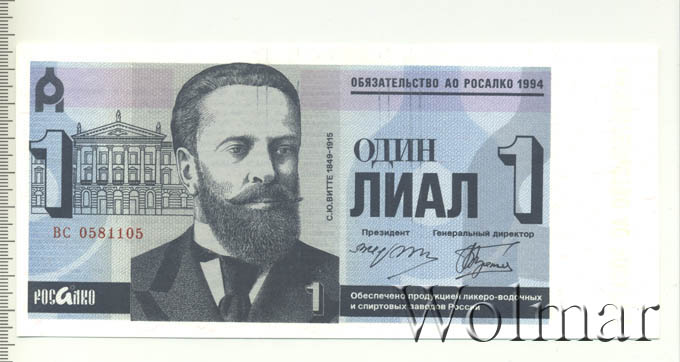 ОБЯЗАТЕЛЬСТВО АО РОСАЛКО 1994
1
ОДИН
ЛИАЛ 1
С.Ю.ВИТТЕ 1849-1915
ВС 0581105
Президент Генеральный директор
РОСАЛКО
1
Обеспечено продукцией ликеро-водочных
и спиртовых заводов России
Wolmar